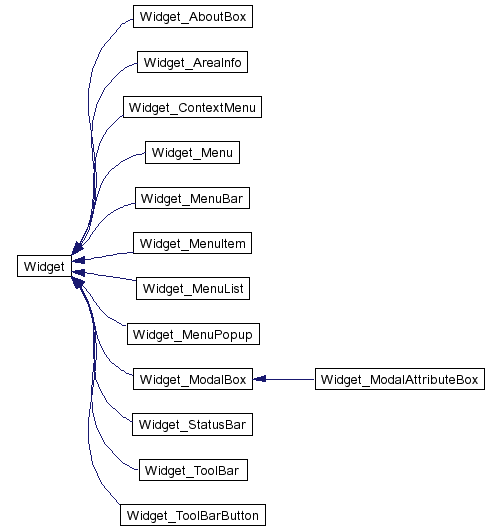 Widget_AboutBox
Widget_AreaInfo
Widget_ContextMenu
Widget_Menu
Widget_MenuBar
Widget_MenuItem
Widget
Widget_MenuList
Widget_MenuPopup
Widget_ModalBox
Widget_ModalAttributeBox
Widget_StatusBar
Widget_ToolBar
Widget_ToolBarButton